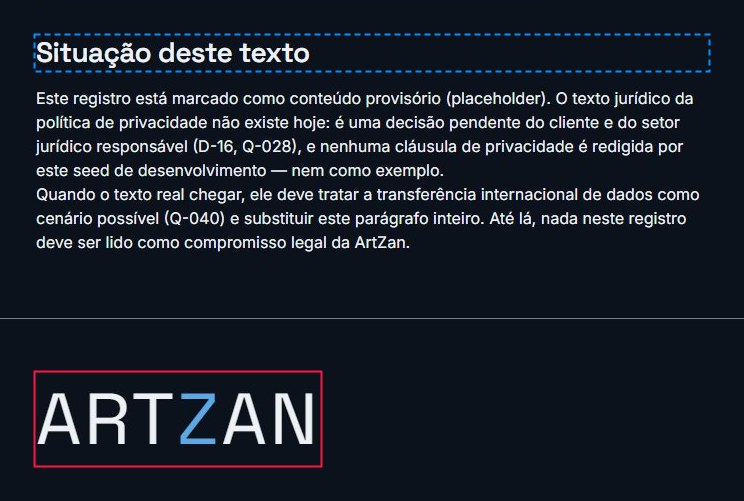 Situação deste texto
Este registro está marcado como conteúdo provisório (placeholder). O texto jurídico da
política de privacidade não existe hoje: é uma decisão pendente do cliente e do setor
jurídico responsável (D-16, Q-028), e nenhuma cláusula de privacidade é redigida por
este seed de desenvolvimento — nem como exemplo.
Quando o texto real chegar, ele deve tratar a transferência internacional de dados como
cenário possível (Q-040) e substituir este parágrafo inteiro. Até lá, nada neste registro
deve ser lido como compromisso legal da ArtZan.
ARTZAN